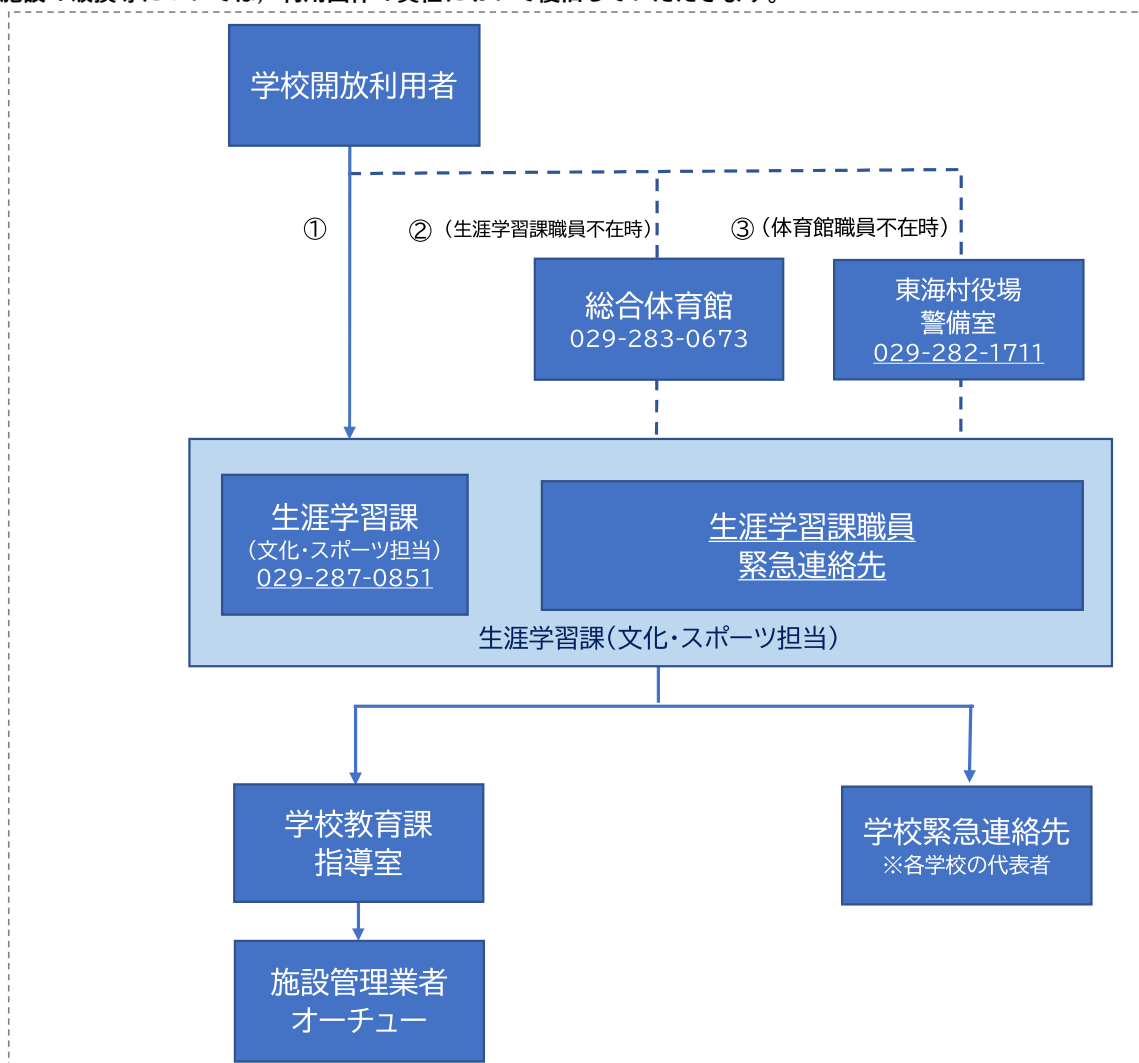 学校開放利用者
①
②（生涯学習課職員不在時）
③（体育館職員不在時）
総合体育館
029-283-0673
東海村役場
警備室
029-282-1711
生涯学習課
（文化・スポーツ担当）
029-287-0851
生涯学習課職員
緊急連絡先
生涯学習課（文化・スポーツ担当）
学校教育課
指導室
学校緊急連絡先
※各学校の代表者
施設管理業者
オーチュー